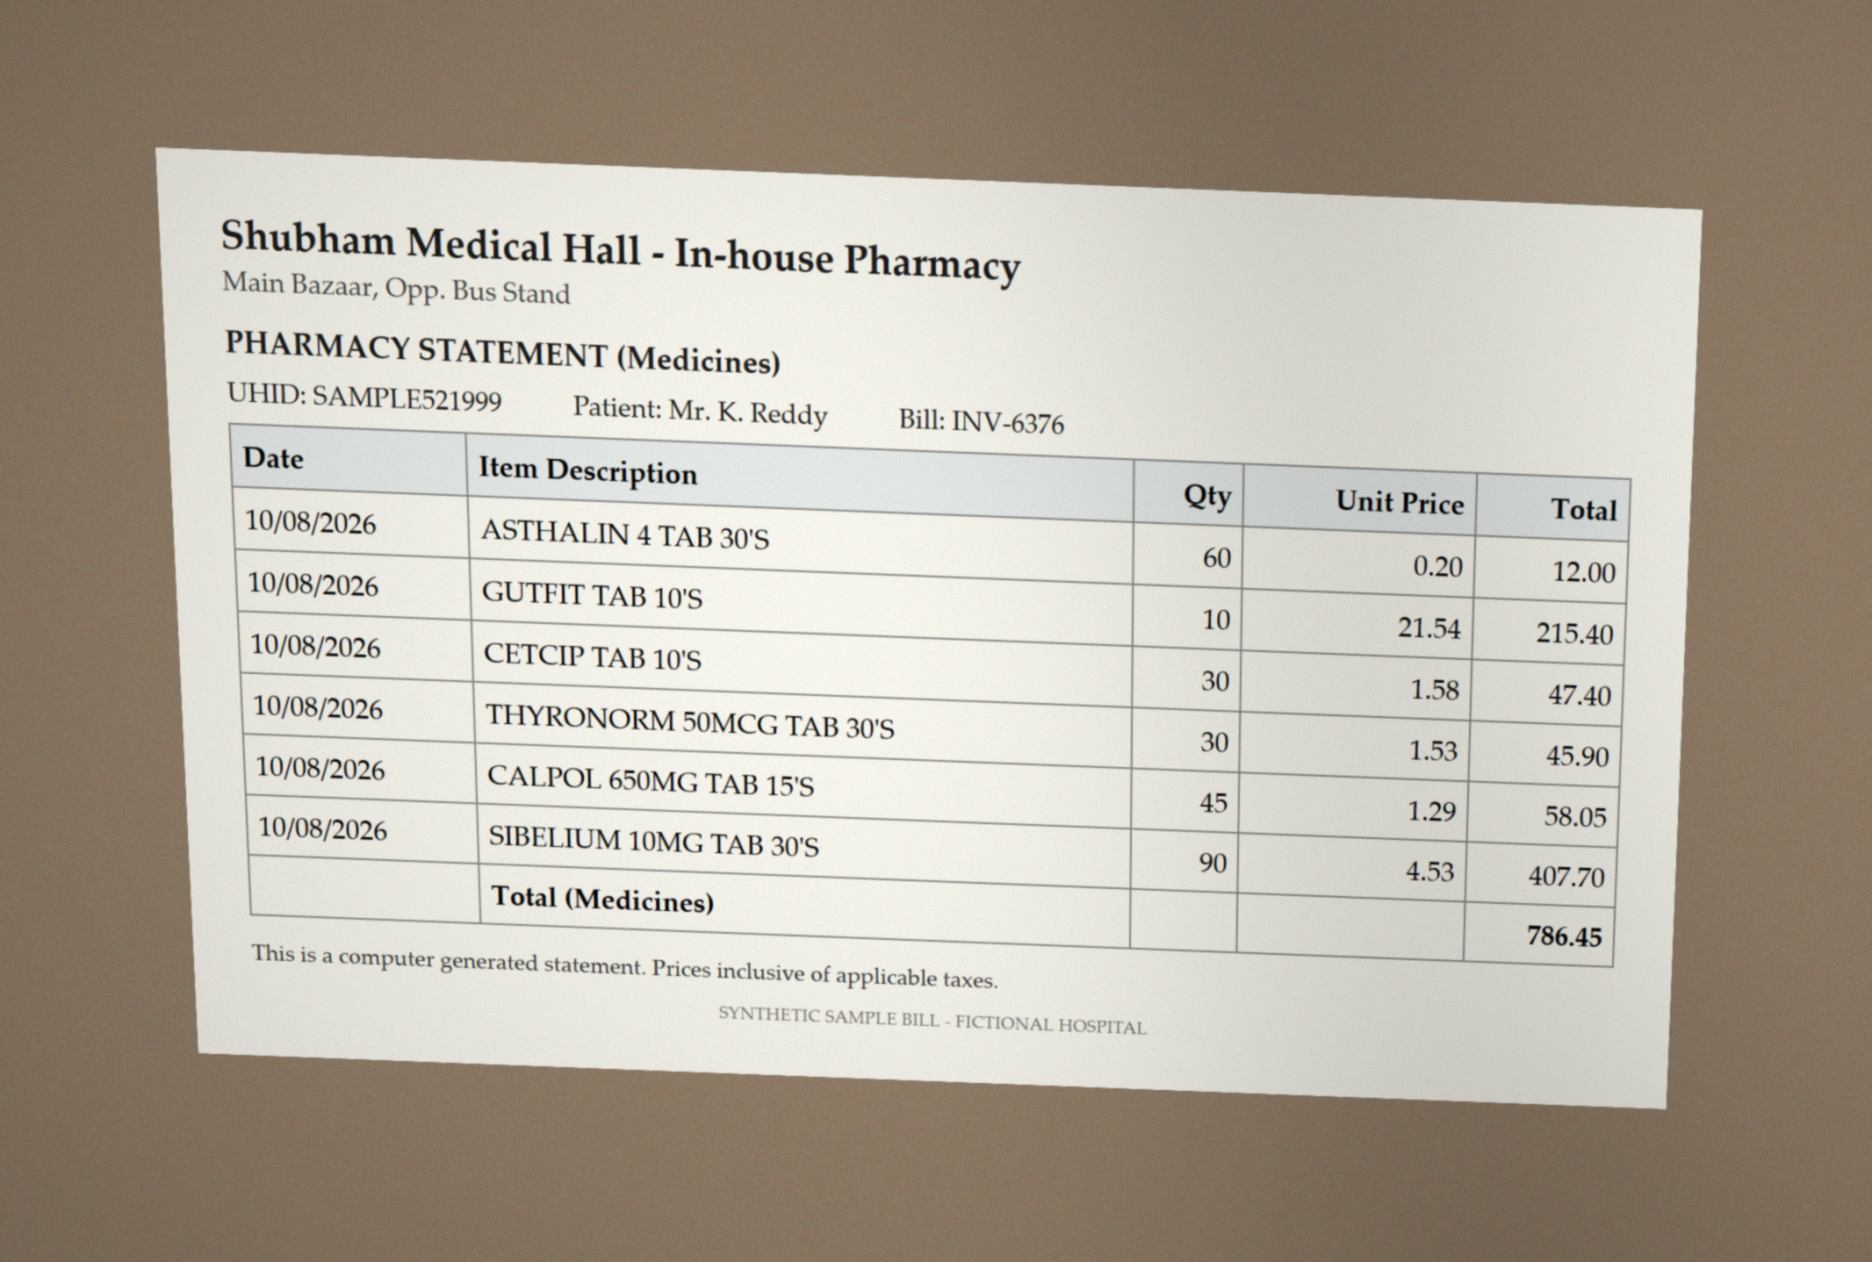 Shubham Medical Hall - In-house Pharmacy
Main Bazaar, Opp. Bus Stand
PHARMACY STATEMENT (Medicines)
UHID: SAMPLE521999 Patient: Mr. K. Reddy Bill: INV-6376
Date Item Description Qty Unit Price Total
10/08/2026 ASTHALIN 4 TAB 30'S 60 0.20 12.00
10/08/2026 GUTFIT TAB 10'S 10 21.54 215.40
10/08/2026 CETCIP TAB 10'S 30 1.58 47.40
10/08/2026 THYRONORM 50MCG TAB 30'S 30 1.53 45.90
10/08/2026 CALPOL 650MG TAB 15'S 45 1.29 58.05
10/08/2026 SIBELIUM 10MG TAB 30'S 90 4.53 407.70
Total (Medicines) 786.45
This is a computer generated statement. Prices inclusive of applicable taxes.
SYNTHETIC SAMPLE BILL - FICTIONAL HOSPITAL